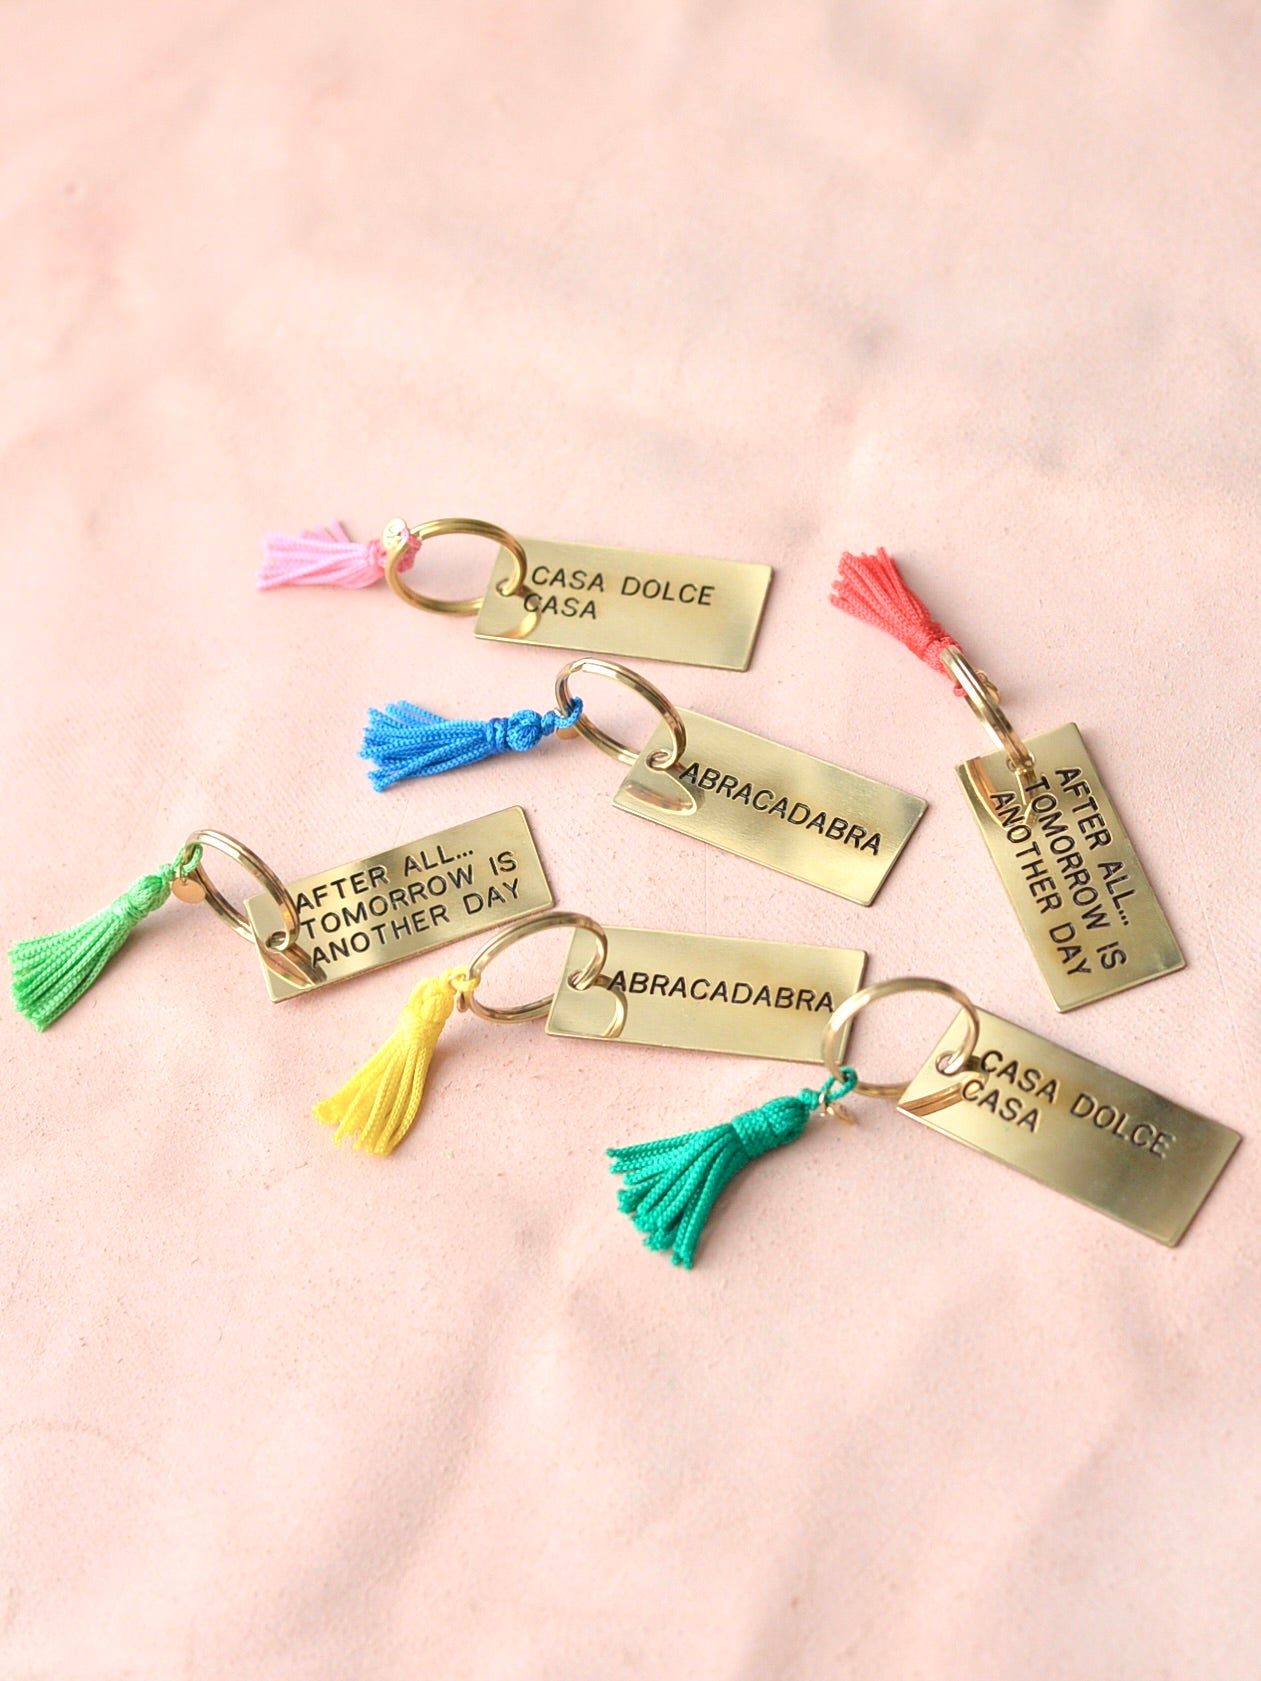 CASA DOLCE
CASA
ABRACADABRA
AFTER ALL...
TOMORROW IS
ANOTHER DAY
AFTER ALL...
TOMORROW IS
ANOTHER DAY
ABRACADABRA
CASA DOLCE
CASA